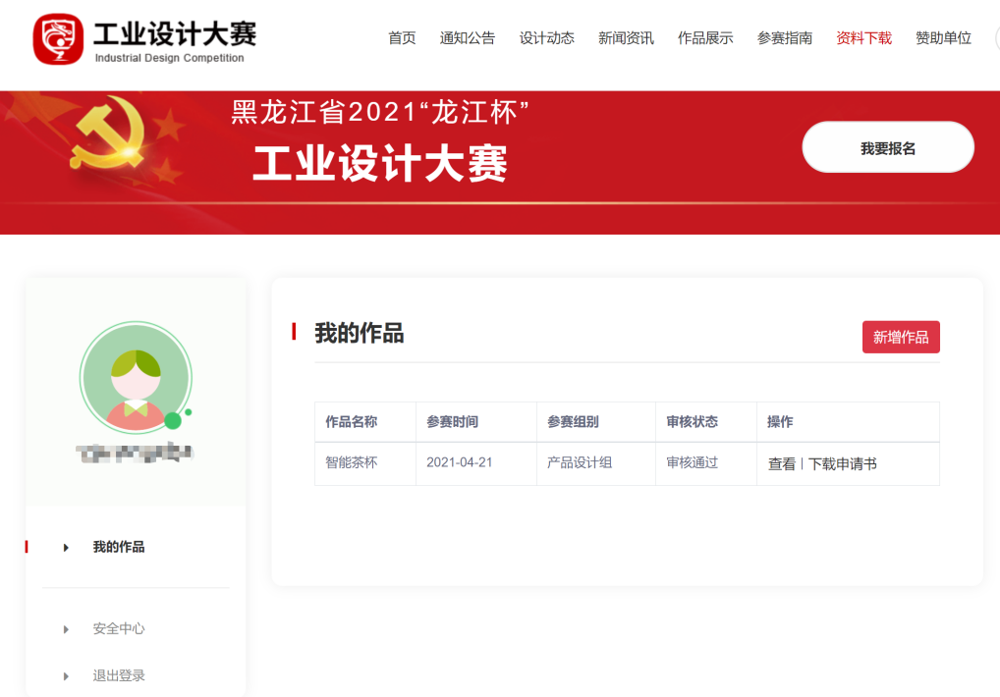 工业设计大赛
Industrial Design Competition
首页 通知公告 设计动态 新闻资讯 作品展示 参赛指南 资料下载 赞助单位
黑龙江省2021“龙江杯”
工业设计大赛
我要报名
我的作品
新增作品
作品名称 参赛时间 参赛组别 审核状态 操作
智能茶杯 2021-04-21 产品设计组 审核通过 查看 | 下载申请书
我的作品
安全中心
退出登录